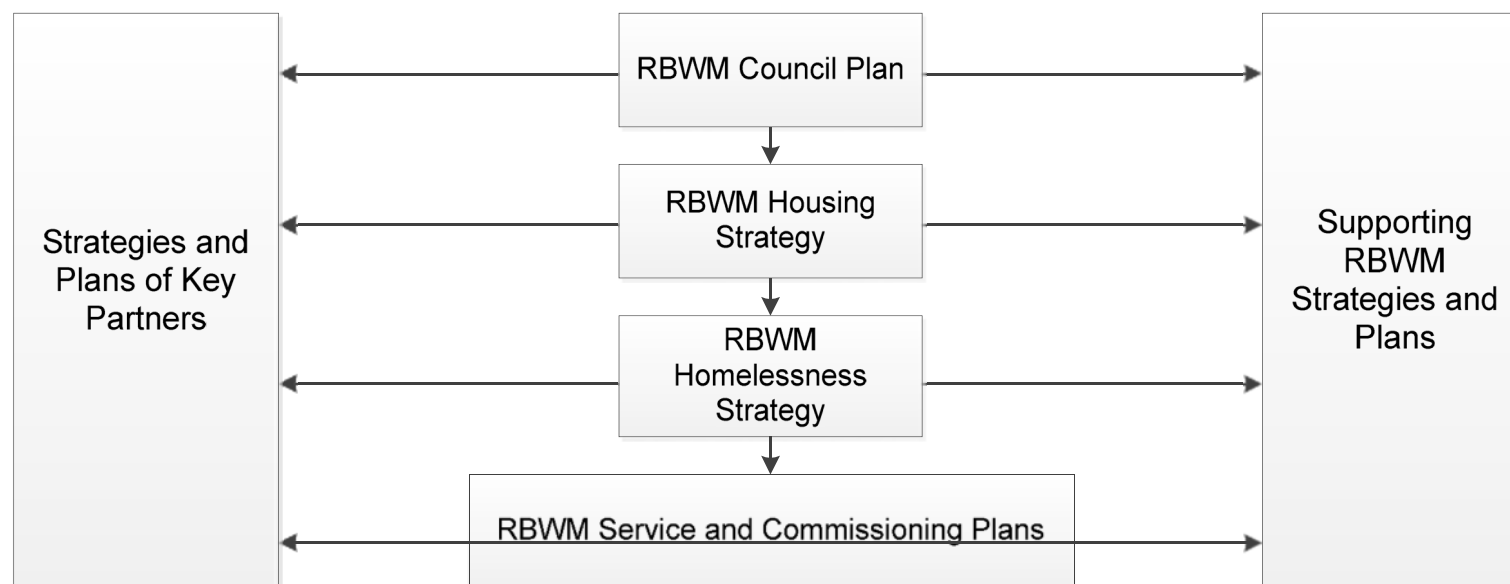 RBWM Council Plan
RBWM Housing
Strategy
Strategies and
Plans of Key
Partners
Supporting
RBWM
Strategies and
Plans
RBWM
Homelessness
Strategy
RBWM Service and Commissioning Plans